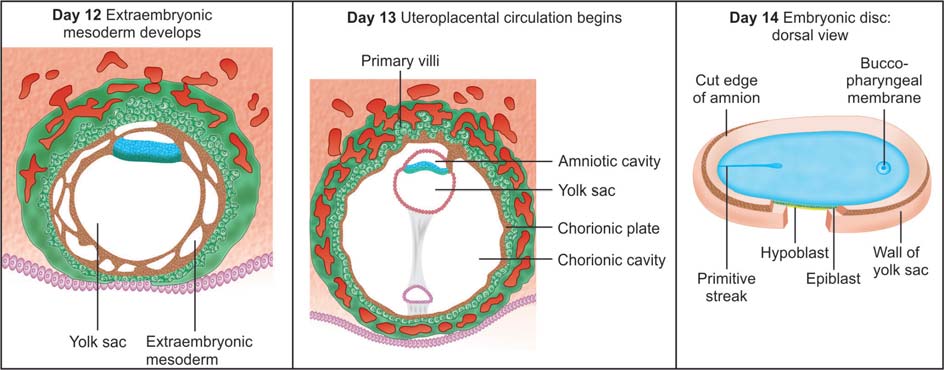 Day 12 Extraembryonic
mesoderm develops
Yolk sac
Extraembryonic
mesoderm
Day 13 Uteroplacental circulation begins
Primary villi
Amniotic cavity
Yolk sac
Chorionic plate
Chorionic cavity
Day 14 Embryonic disc:
dorsal view
Cut edge
of amnion
Bucco-
pharyngeal
membrane
Primitive
streak
Hypoblast
Epiblast
Wall of
yolk sac